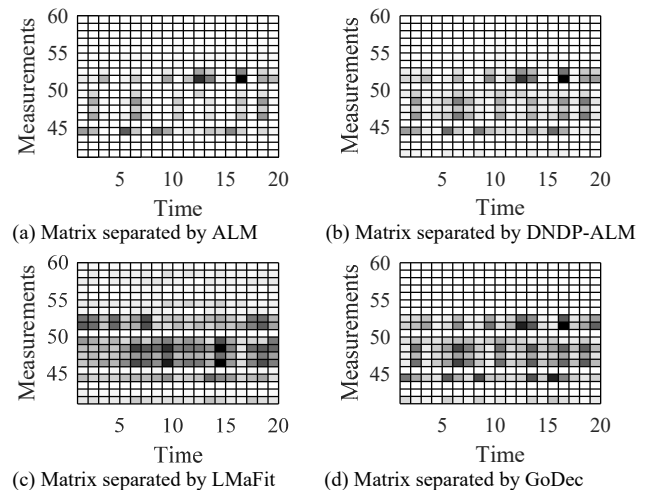 60
55
50
45
Measurements
5 10 15 20
Time
(a) Matrix separated by ALM
60
55
50
45
Measurements
5 10 15 20
Time
(b) Matrix separated by DNDP-ALM
60
55
50
45
Measurements
5 10 15 20
Time
(c) Matrix separated by LMaFit
60
55
50
45
Measurements
5 10 15 20
Time
(d) Matrix separated by GoDec